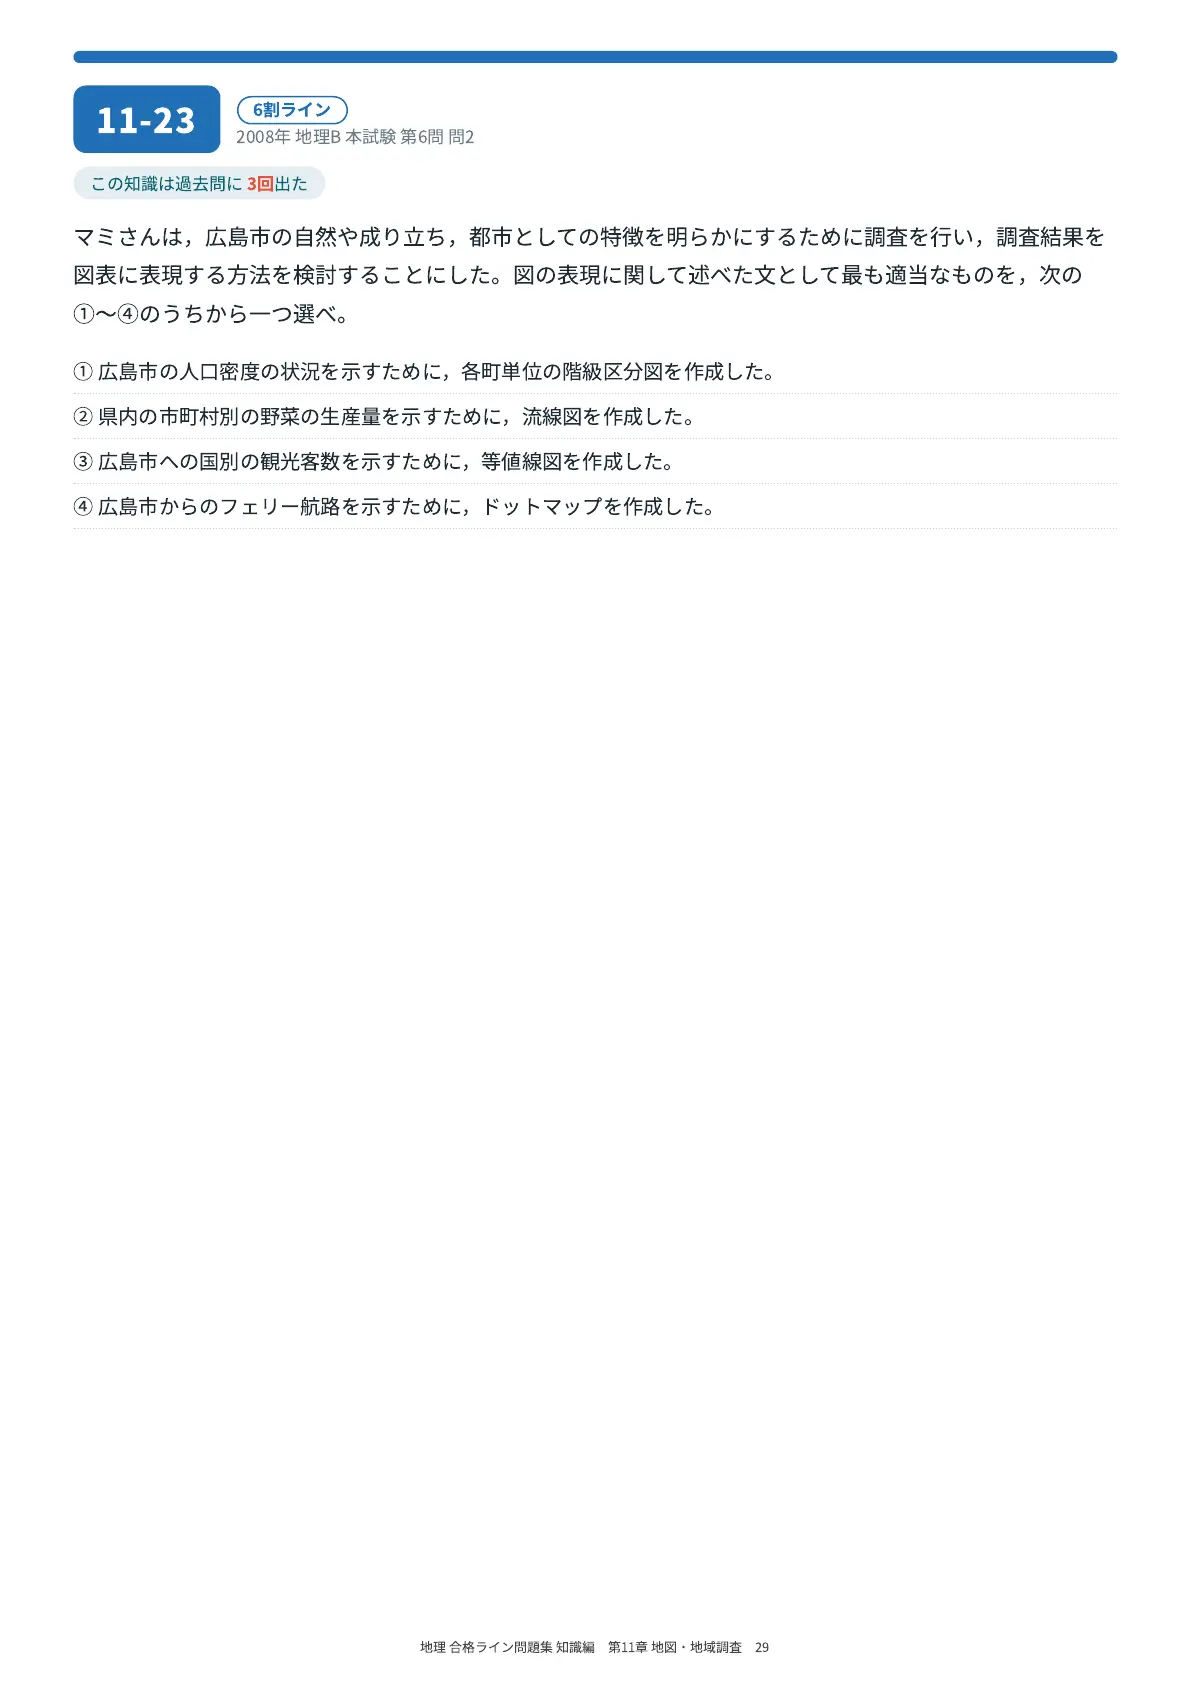 11-23
6割ライン
2008年 地理B 本試験 第6問 問2
この知識は過去問に 3回出た
マミさんは，広島市の自然や成り立ち，都市としての特徴を明らかにするために調査を行い，調査結果を
図表に表現する方法を検討することにした。図の表現に関して述べた文として最も適当なものを，次の
①〜④のうちから一つ選べ。
① 広島市の人口密度の状況を示すために，各町単位の階級区分図を作成した。
② 県内の市町村別の野菜の生産量を示すために，流線図を作成した。
③ 広島市への国別の観光客数を示すために，等値線図を作成した。
④ 広島市からのフェリー航路を示すために，ドットマップを作成した。
地理 合格ライン問題集 知識編　第11章 地図・地域調査　29